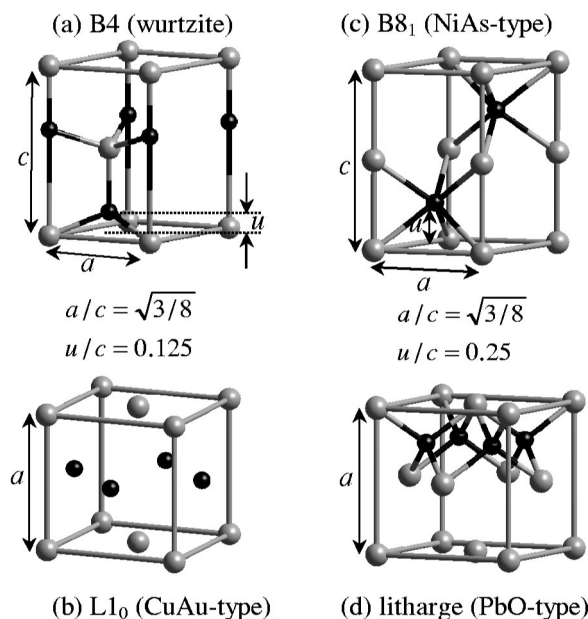 (a) B4 (wurtzite)
(c) B8₁ (NiAs-type)
c
u
a
c
u
a
a / c = √3/8
u / c = 0.125
a / c = √3/8
u / c = 0.25
a
a
(b) L1₀ (CuAu-type)
(d) litharge (PbO-type)